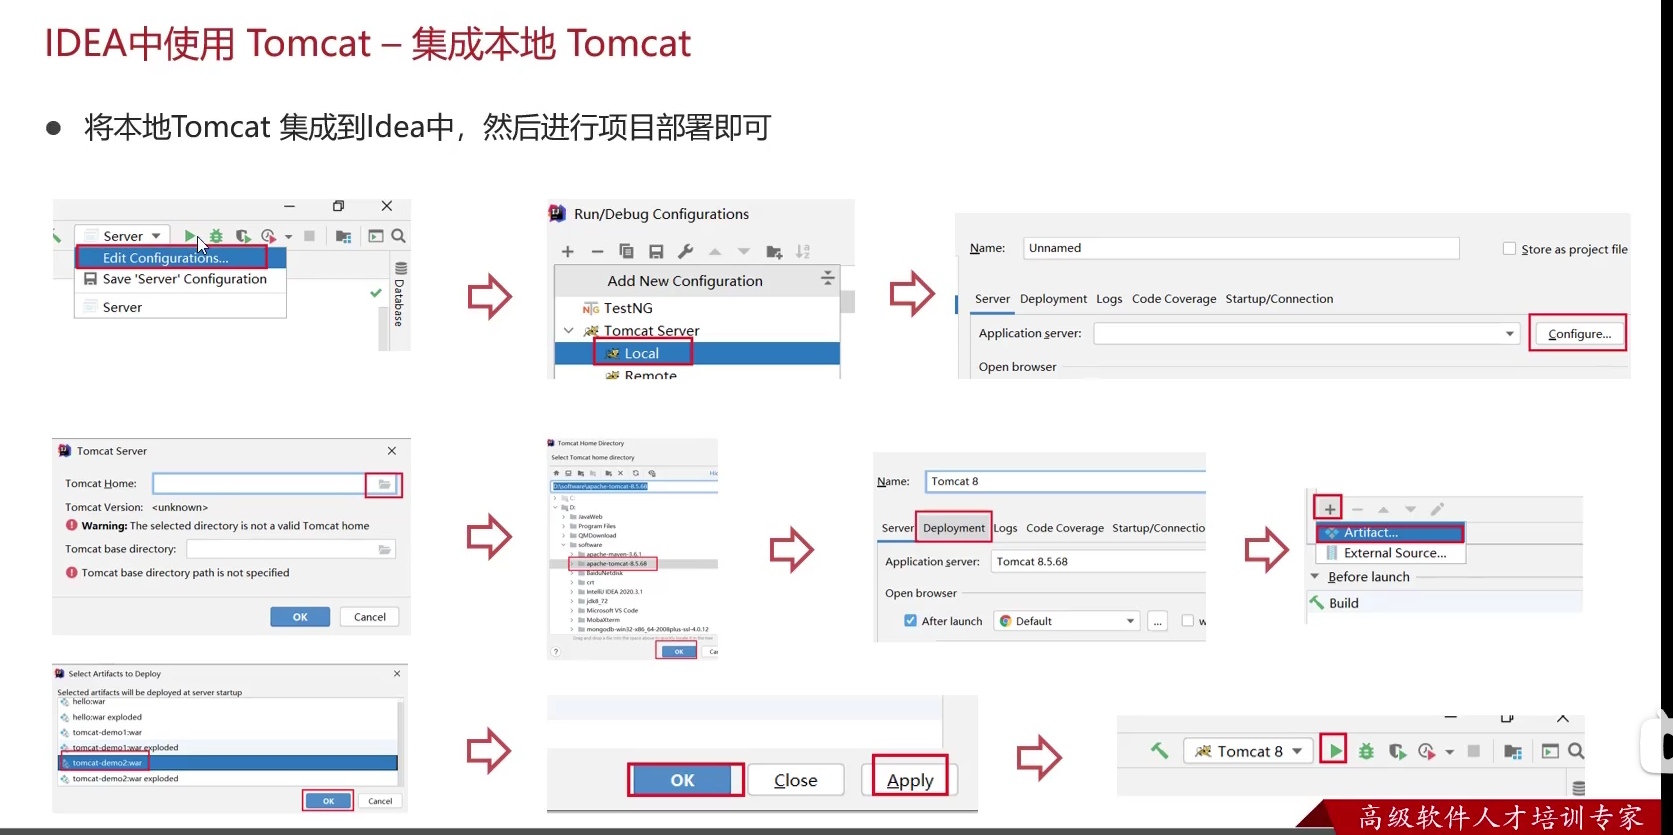 IDEA中使用 Tomcat – 集成本地 Tomcat
● 将本地Tomcat 集成到Idea中，然后进行项目部署即可
Server
Edit Configurations...
Save 'Server' Configuration
Server
Database
Run/Debug Configurations
Add New Configuration
TestNG
Tomcat Server
Local
Remote
Name: Unnamed
Store as project file
Server Deployment Logs Code Coverage Startup/Connection
Application server:
Configure...
Open browser
Tomcat Server
Tomcat Home:
Tomcat Version: <unknown>
Warning: The selected directory is not a valid Tomcat home
Tomcat base directory:
Tomcat base directory path is not specified
OK Cancel
Tomcat Home Directory
Select Tomcat home directory
D:\software\apache-tomcat-8.5.68
C:
D:
JavaWeb
Program Files
QMDownload
software
apache-maven-3.6.1
apache-tomcat-8.5.68
BaiduNetdisk
crt
IntelliJ IDEA 2020.3.1
jdk8_72
Microsoft VS Code
MobaXterm
mongodb-win32-x86_64-2008plus-ssl-4.0.12
OK
Name: Tomcat 8
Server Deployment Logs Code Coverage Startup/Connectio
Application server: Tomcat 8.5.68
Open browser
After launch Default ... w
Artifact...
External Source...
Before launch
Build
Select Artifacts to Deploy
Selected artifacts will be deployed at server startup
hello:war
hello:war exploded
tomcat-demo1:war
tomcat-demo1:war exploded
tomcat-demo2:war
tomcat-demo2:war exploded
OK Cancel
OK Close Apply
Tomcat 8
高级软件人才培训专家